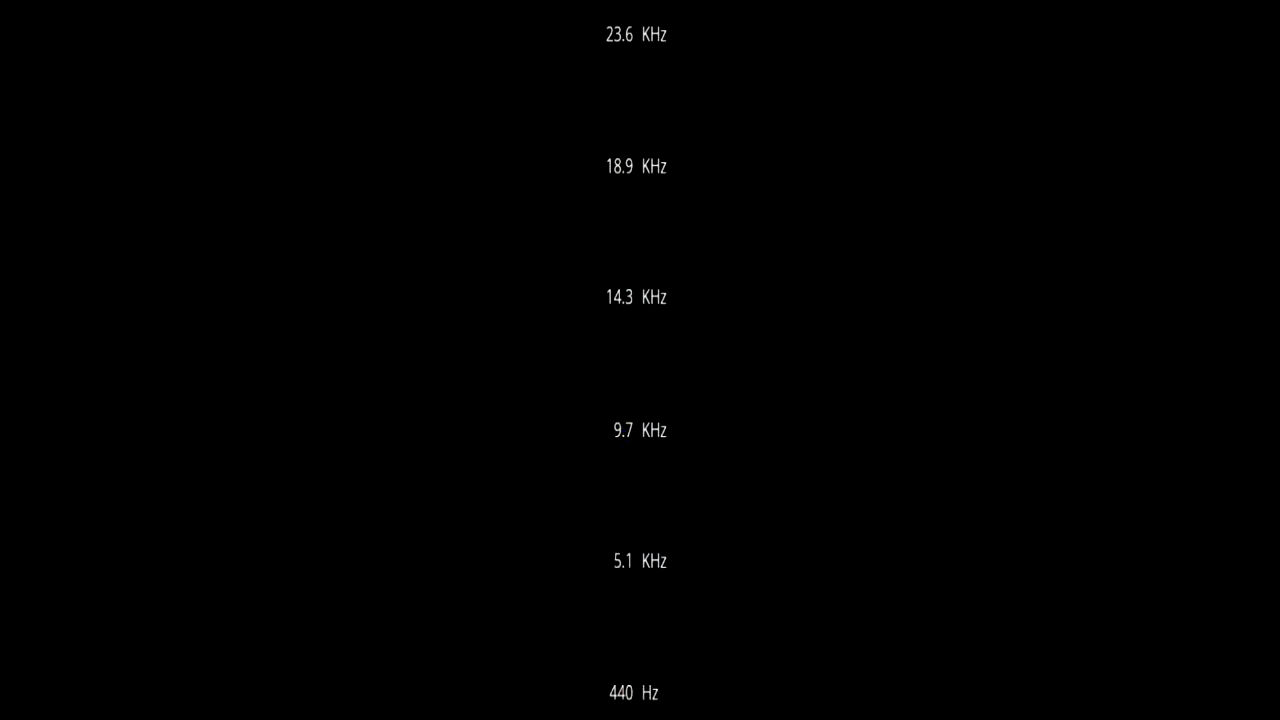 23.6 KHz
18.9 KHz
14.3 KHz
9.7 KHz
5.1 KHz
440 Hz